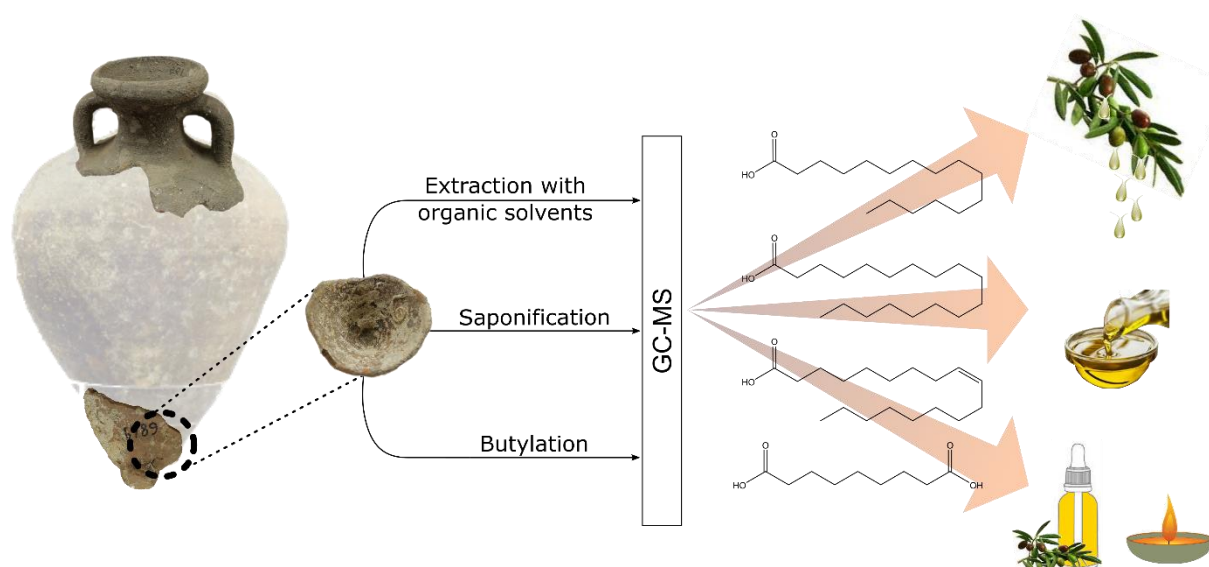 Extraction with
organic solvents
Saponification
Butylation
GC-MS
O
HO
O
HO
O
HO
O O
HO OH